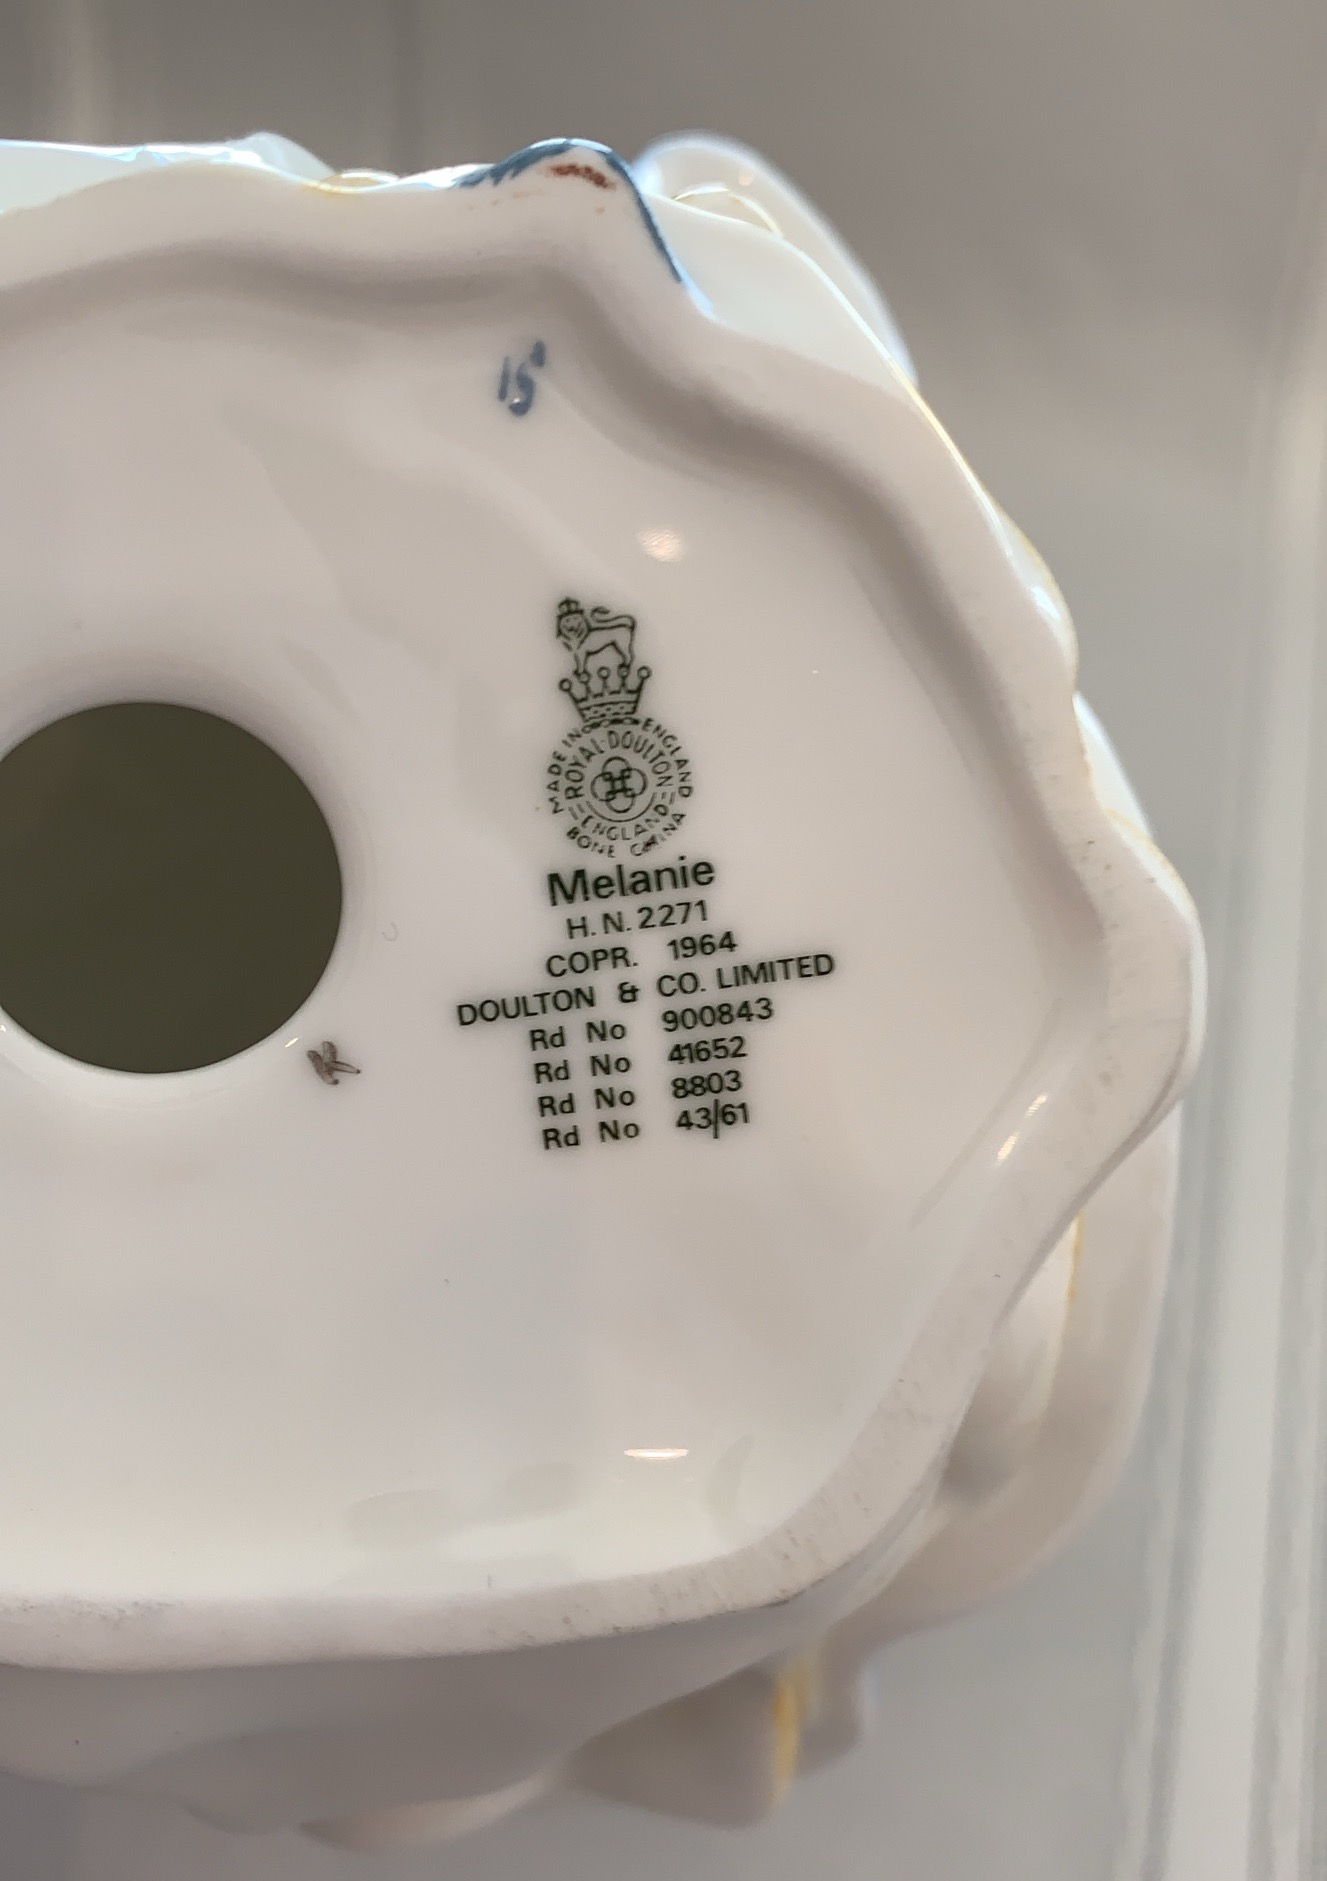 15
MADE IN ENGLAND
ROYAL·DOULTON
ENGLAND
BONE CHINA
Melanie
H.N. 2271
COPR. 1964
DOULTON & CO. LIMITED
Rd No 900843
Rd No 41652
Rd No 8803
Rd No 43/61